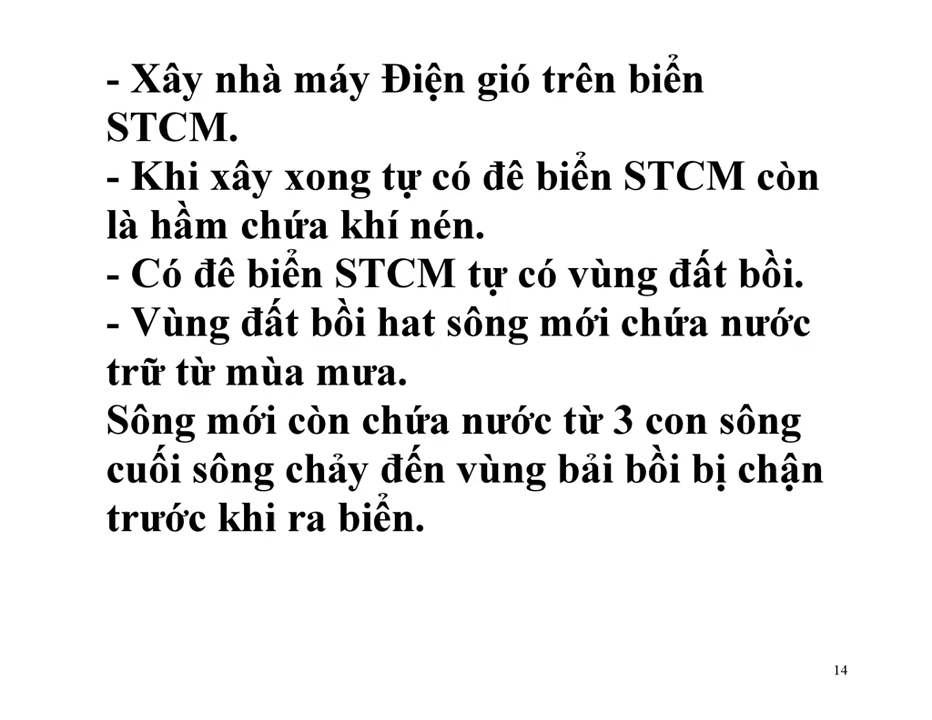 - Xây nhà máy Điện gió trên biển
STCM.
- Khi xây xong tự có đê biển STCM còn
là hầm chứa khí nén.
- Có đê biển STCM tự có vùng đất bồi.
- Vùng đất bồi hat sông mới chứa nước
trữ từ mùa mưa.
Sông mới còn chứa nước từ 3 con sông
cuối sông chảy đến vùng bải bồi bị chận
trước khi ra biển.
14